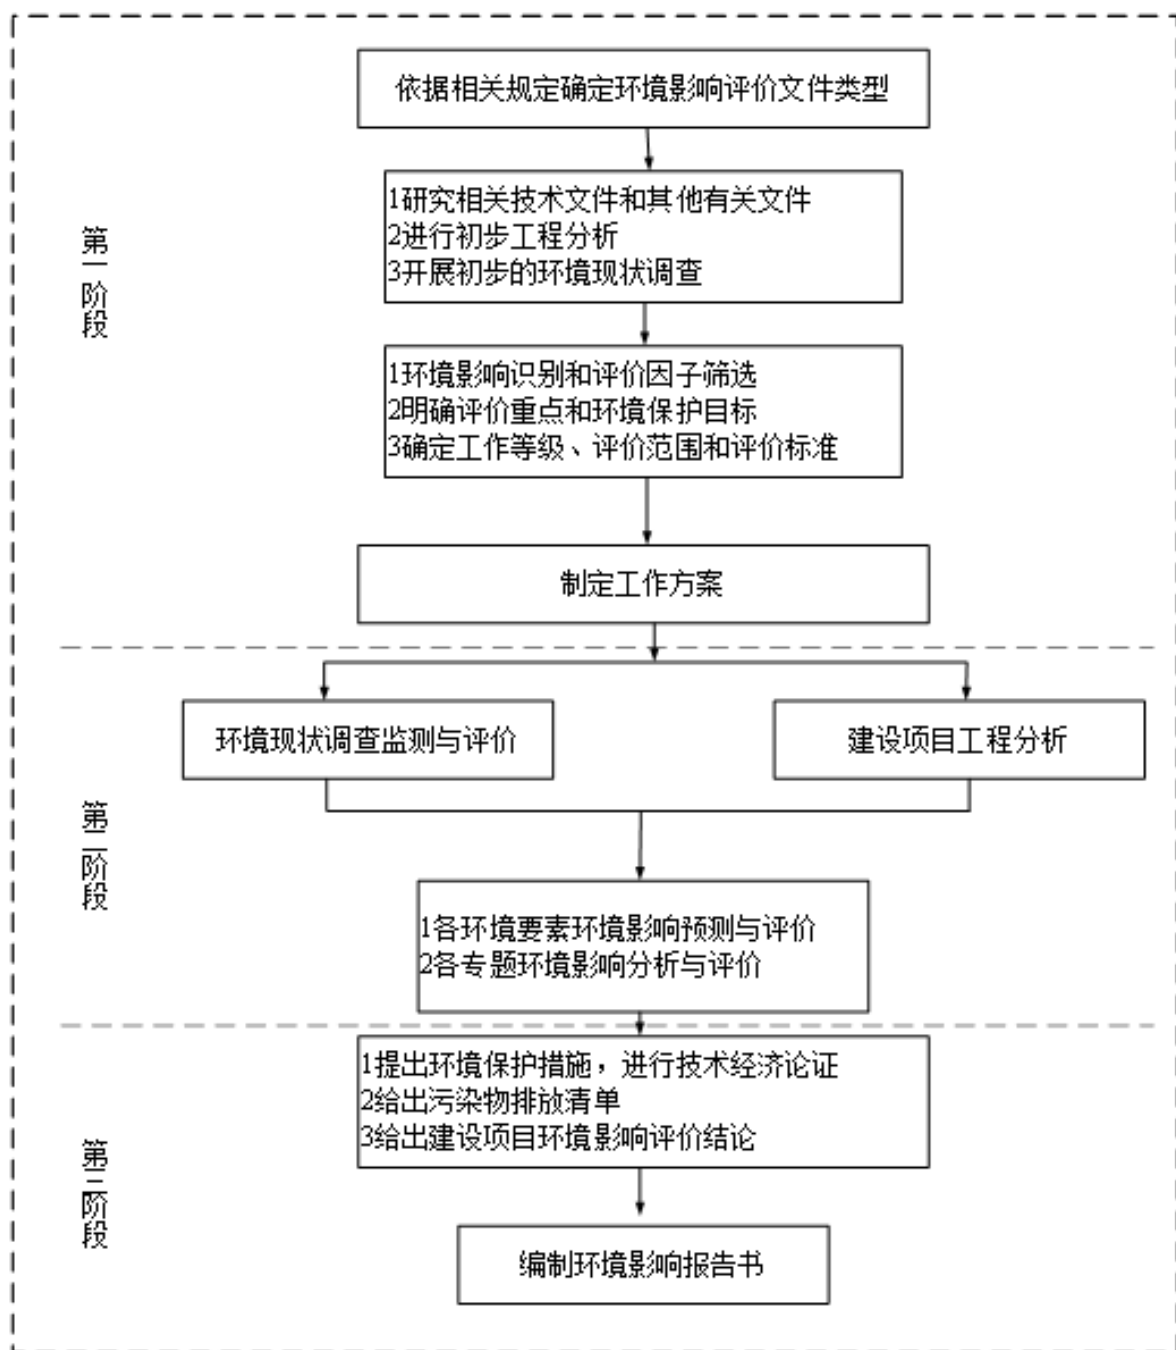 依据相关规定确定环境影响评价文件类型
1研究相关技术文件和其他有关文件
2进行初步工程分析
3开展初步的环境现状调查
第一阶段
1环境影响识别和评价因子筛选
2明确评价重点和环境保护目标
3确定工作等级、评价范围和评价标准
制定工作方案
环境现状调查监测与评价
建设项目工程分析
第二阶段
1各环境要素环境影响预测与评价
2各专题环境影响分析与评价
1提出环境保护措施，进行技术经济论证
2给出污染物排放清单
3给出建设项目环境影响评价结论
第三阶段
编制环境影响报告书